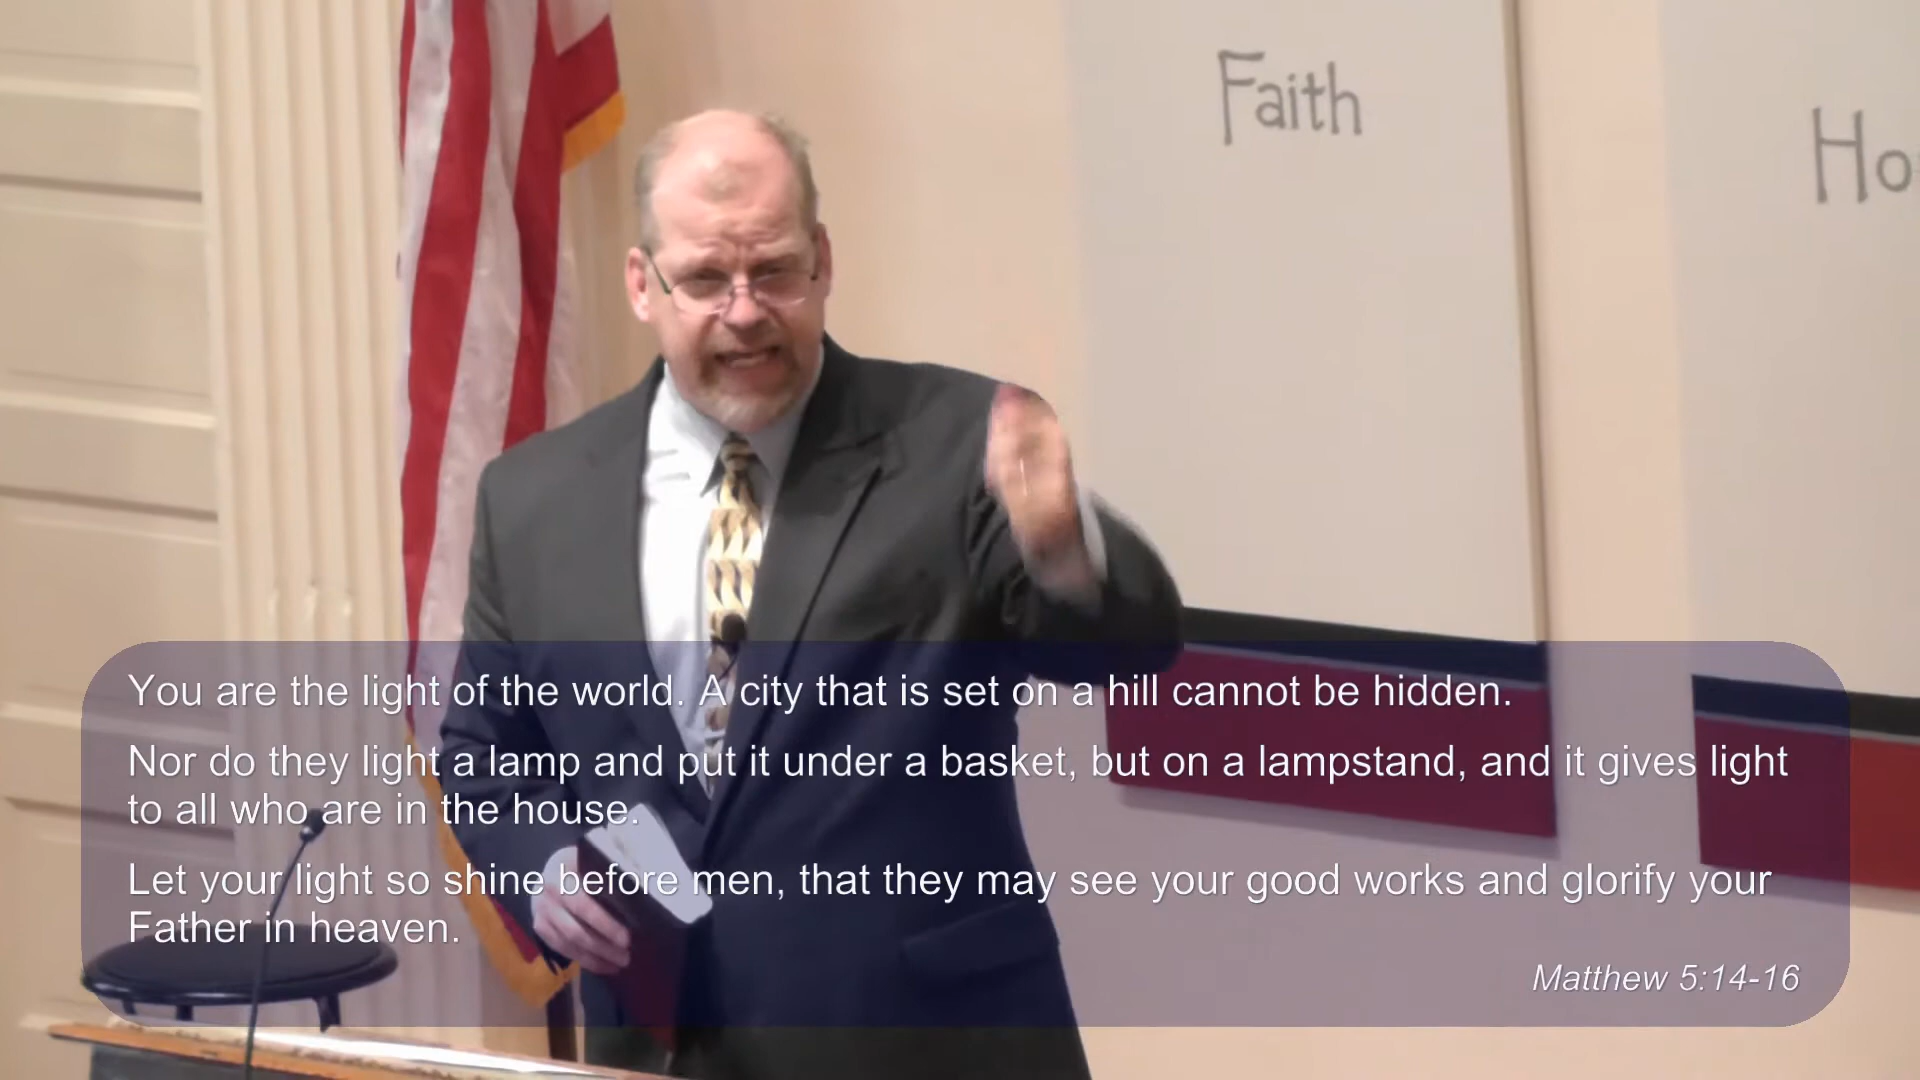 Faith
Ho
You are the light of the world. A city that is set on a hill cannot be hidden.
Nor do they light a lamp and put it under a basket, but on a lampstand, and it gives light
to all who are in the house.
Let your light so shine before men, that they may see your good works and glorify your
Father in heaven.
Matthew 5:14-16